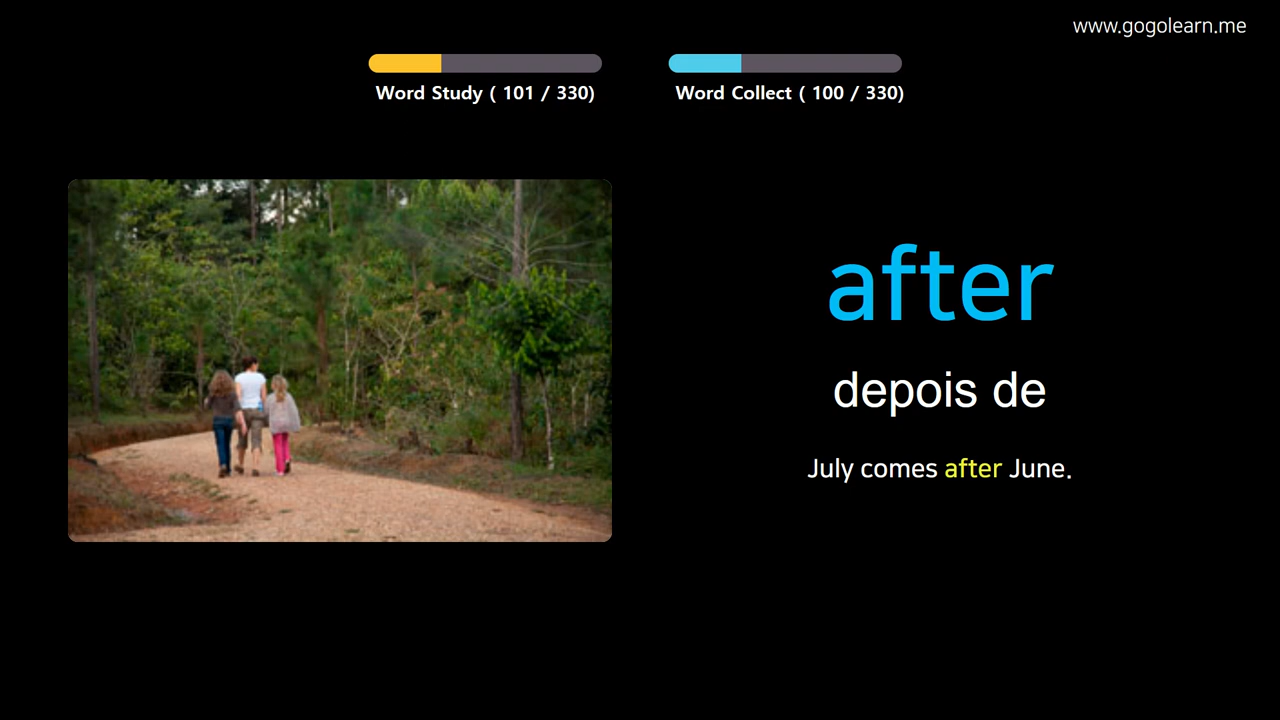 www.gogolearn.me
Word Study ( 101 / 330)
Word Collect ( 100 / 330)
after
depois de
July comes after June.